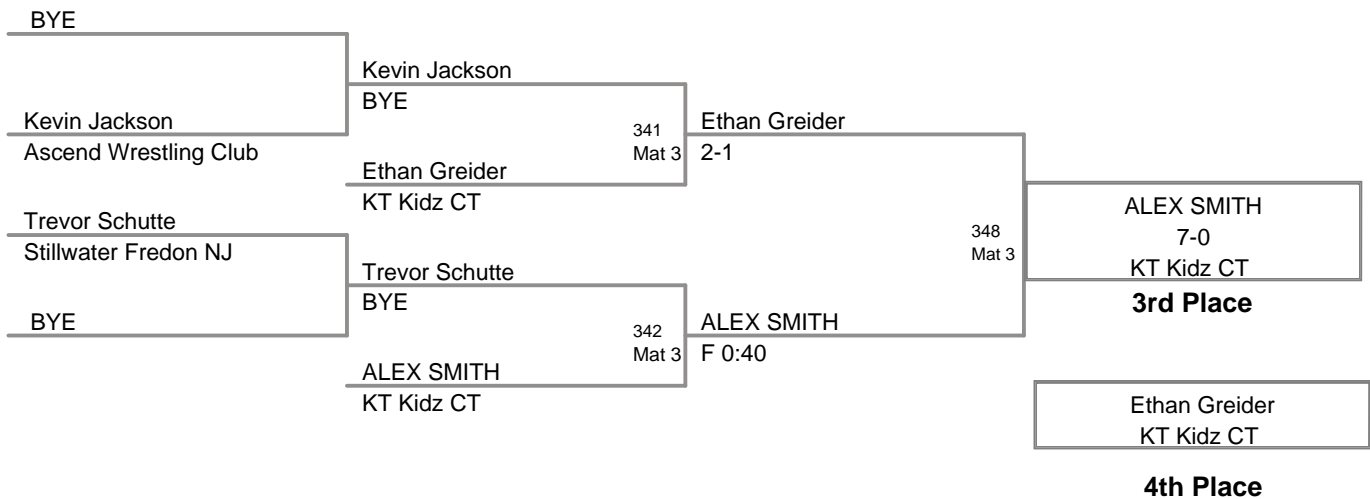 BYE
Kevin Jackson
BYE
Kevin Jackson
Ascend Wrestling Club
341
Mat 3
Ethan Greider
2-1
Ethan Greider
KT Kidz CT
Trevor Schutte
Stillwater Fredon NJ
Trevor Schutte
BYE
BYE
342
Mat 3
ALEX SMITH
F 0:40
ALEX SMITH
KT Kidz CT
348
Mat 3
ALEX SMITH
7-0
KT Kidz CT
3rd Place
Ethan Greider
KT Kidz CT
4th Place